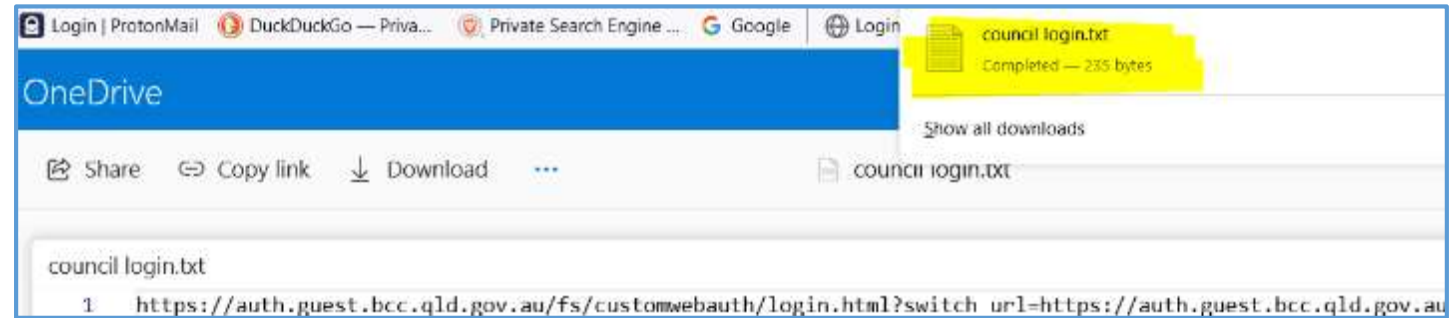 Login | ProtonMail DuckDuckGo — Priva... Private Search Engine ... Google Login
council login.txt
Completed — 235 bytes
OneDrive
Show all downloads
Share Copy link Download ...
council login.txt
council login.txt
1 https://auth.guest.bcc.qld.gov.au/fs/customwebauth/login.html?switch_url=https://auth.guest.bcc.qld.gov.au